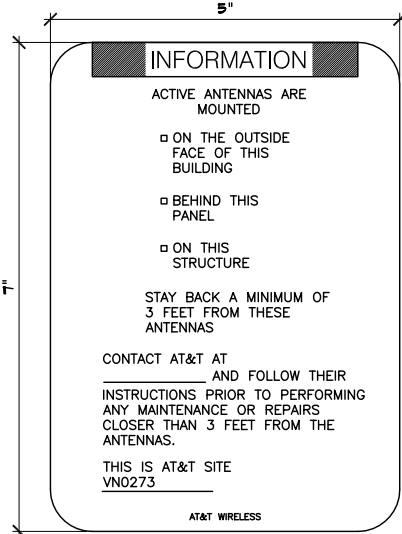 5"
INFORMATION
ACTIVE ANTENNAS ARE
MOUNTED
ON THE OUTSIDE
FACE OF THIS
BUILDING
BEHIND THIS
PANEL
ON THIS
STRUCTURE
7"
STAY BACK A MINIMUM OF
3 FEET FROM THESE
ANTENNAS
CONTACT AT&T AT
____________ AND FOLLOW THEIR
INSTRUCTIONS PRIOR TO PERFORMING
ANY MAINTENANCE OR REPAIRS
CLOSER THAN 3 FEET FROM THE
ANTENNAS.
THIS IS AT&T SITE
VN0273
AT&T WIRELESS